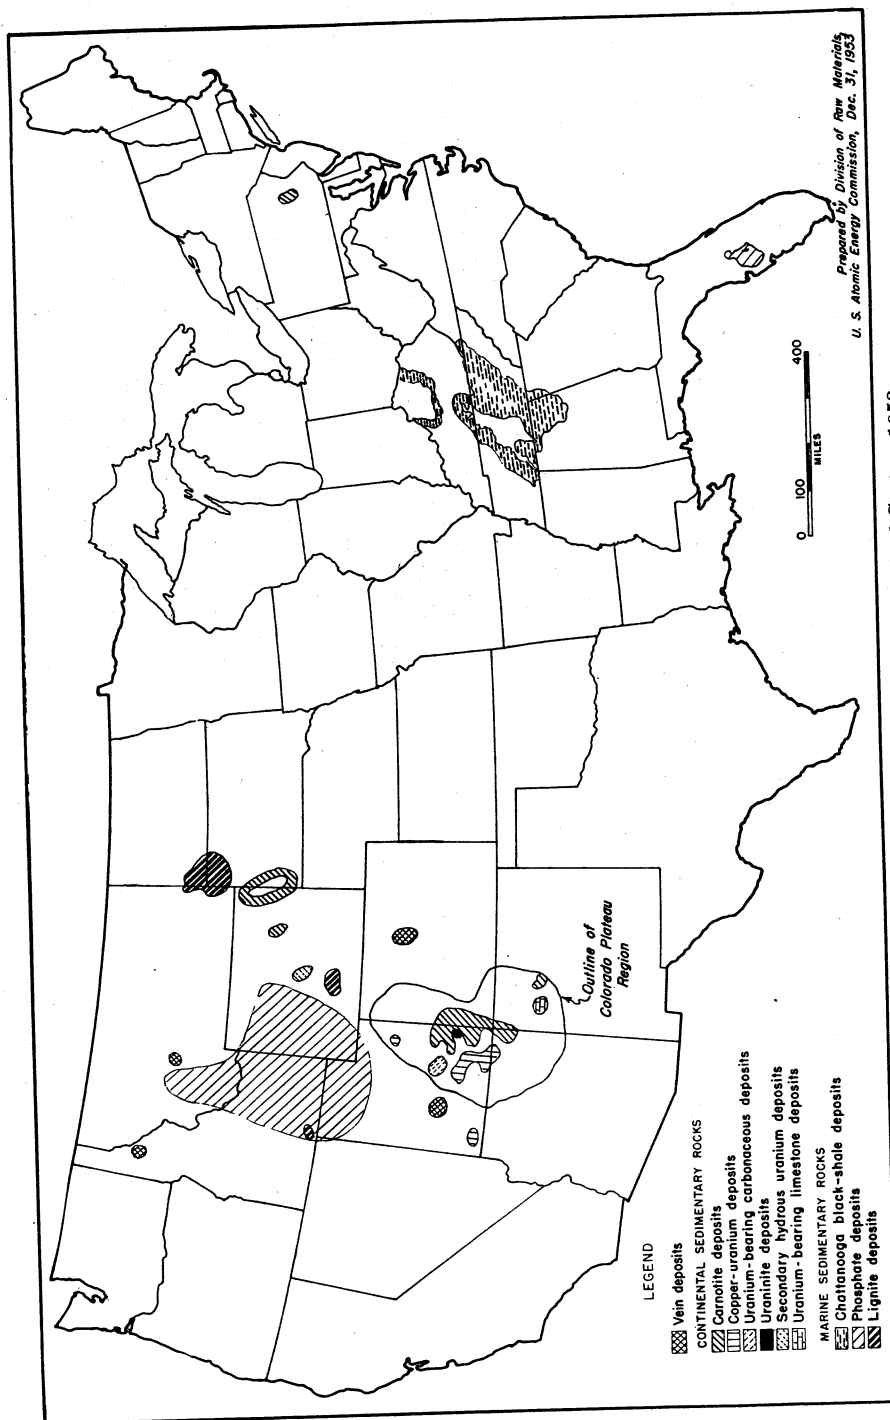 Outline of
Colorado Plateau
Region
LEGEND
Vein deposits
CONTINENTAL SEDIMENTARY ROCKS
Carnotite deposits
Copper-uranium deposits
Uranium-bearing carbonaceous deposits
Uraninite deposits
Secondary hydrous uranium deposits
Uranium-bearing limestone deposits
MARINE SEDIMENTARY ROCKS
Chattanooga black-shale deposits
Phosphate deposits
Lignite deposits
0 100 400
MILES
Prepared by Division of Raw Materials,
U. S. Atomic Energy Commission, Dec. 31, 1953